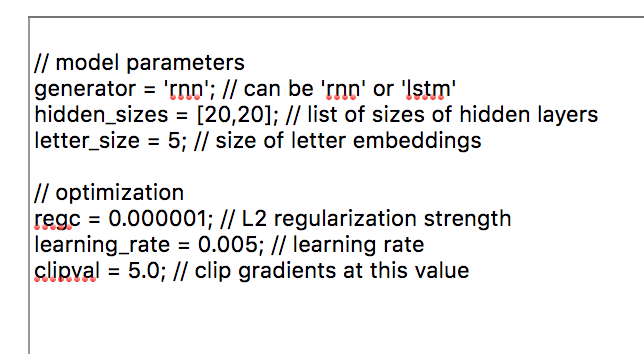 // model parameters
generator = 'rnn'; // can be 'rnn' or 'lstm'
hidden_sizes = [20,20]; // list of sizes of hidden layers
letter_size = 5; // size of letter embeddings
// optimization
regc = 0.000001; // L2 regularization strength
learning_rate = 0.005; // learning rate
clipval = 5.0; // clip gradients at this value